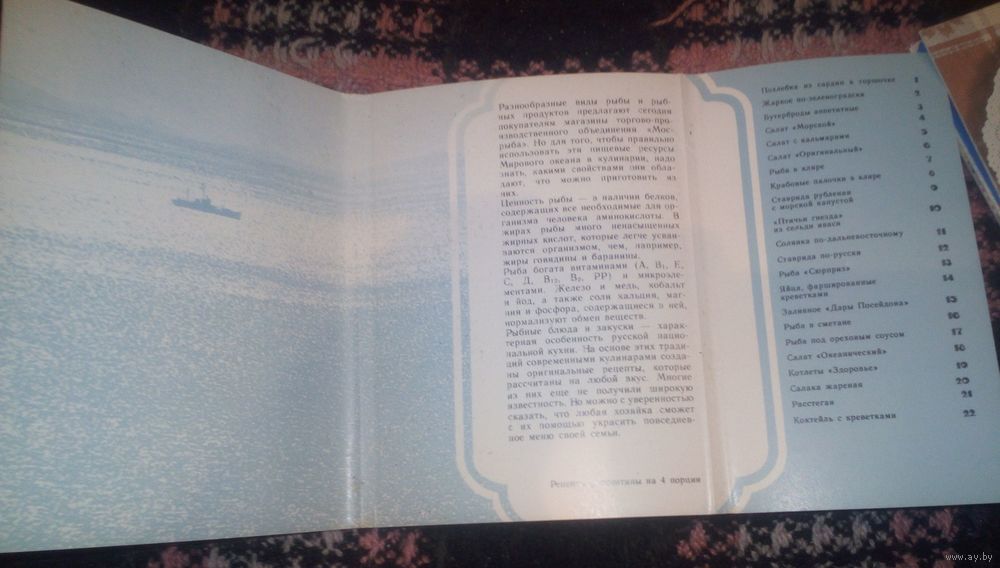 Разнообразные виды рыбы и рыб-
ных продуктов предлагают сегодня
покупателям магазины торгово-про-
изводственного объединения «Мос-
рыба». Но для того, чтобы правильно
использовать эти пищевые ресурсы
Мирового океана в кулинарии, надо
знать, какими свойствами они обла-
дают, что можно приготовить из
них.
Ценность рыбы — в наличии белков,
содержащих все необходимые для ор-
ганизма человека аминокислоты. В
жирах рыбы много ненасыщенных
жирных кислот, которые легче усваи-
ваются организмом, чем, например,
жиры говядины и баранины.
Рыба богата витаминами (А, В₁, Е,
С, Д, В₁₂, В₂, РР) и микроэле-
ментами. Железо и медь, кобальт
и йод, а также соли кальция, маг-
ния и фосфора, содержащиеся в ней,
нормализуют обмен веществ.
Рыбные блюда и закуски — харак-
терная особенность русской нацио-
нальной кухни. На основе этих тради-
ций современными кулинарами созда-
ны оригинальные рецепты, которые
рассчитаны на любой вкус. Многие
из них еще не получили широкую
известность. Но можно с уверенностью
сказать, что любая хозяйка сможет
с их помощью украсить повседнев-
ное меню своей семьи.
на 4 порции
Похлебка из сардин в горшочке 1
Жаркое по-зеленоградски 2
Бутерброды аппетитные 3
Салат «Морской» 4
Салат с кальмарами 5
Салат «Оригинальный» 6
Рыба в кляре 7
Крабовые палочки в кляре 8
Ставрида рубленая 9
с морской капустой
«Птичьи гнезда» 10
из сельди иваси
Солянка по-дальневосточному 11
Ставрида по-русски 12
Рыба «Сюрприз» 13
Яйца, фаршированные 14
креветками
Заливное «Дары Посейдона» 15
Рыба в сметане 16
Рыба под ореховым соусом 17
Салат «Океанический» 18
Котлеты «Здоровье» 19
Салака жареная 20
Расстегаи 21
Коктейль с креветками 22
www.ay.by